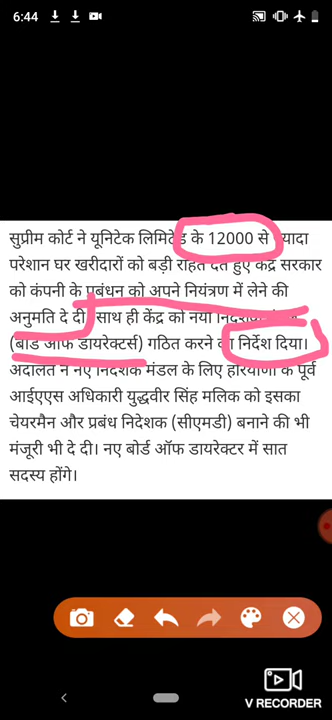 6:44
सुप्रीम कोर्ट ने यूनिटेक लिमिटेड के 12000 से ज्यादा
परेशान घर खरीदारों को बड़ी राहत देते हुए केंद्र सरकार
को कंपनी के प्रबंधन को अपने नियंत्रण में लेने की
अनुमति दे दी। साथ ही केंद्र को नया निदेशक
(बोर्ड ऑफ डायरेक्टर्स) गठित करने का निर्देश दिया।
अदालत ने नए निदेशक मंडल के लिए हरियाणा के पूर्व
आईएएस अधिकारी युद्धवीर सिंह मलिक को इसका
चेयरमैन और प्रबंध निदेशक (सीएमडी) बनाने की भी
मंजूरी भी दे दी। नए बोर्ड ऑफ डायरेक्टर में सात
सदस्य होंगे।
V RECORDER